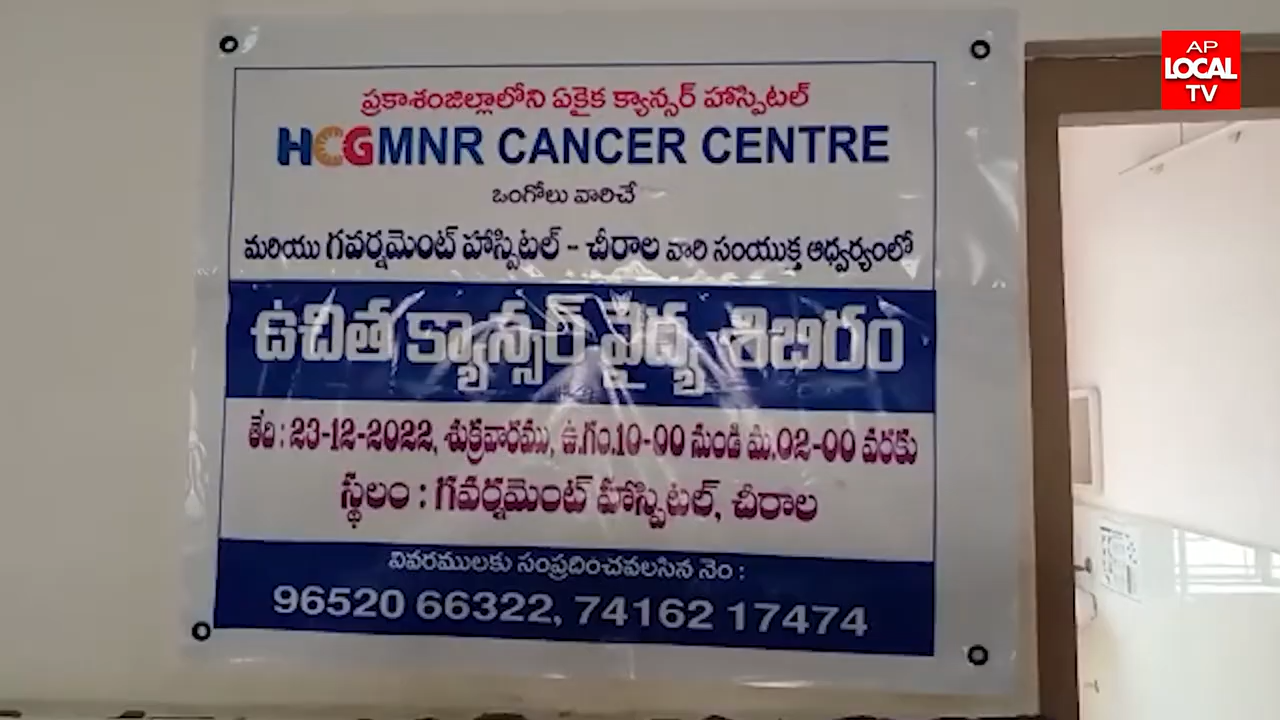 AP
LOCAL
TV
ప్రకాశంజిల్లాలోని ఏకైక క్యాన్సర్ హాస్పిటల్
HCGMNR CANCER CENTRE
ఒంగోలు వారిచే
మరియు గవర్నమెంట్ హాస్పిటల్ - చీరాల వారి సంయుక్త ఆధ్వర్యంలో
ఉచిత క్యాన్సర్ వైద్య శిబిరం
తేది : 23-12-2022, శుక్రవారము, ఉ.గం.10-00 నుండి మ.02-00 వరకు
స్థలం : గవర్నమెంట్ హాస్పిటల్, చీరాల
వివరములకు సంప్రదించవలసిన నెం :
96520 66322, 74162 17474